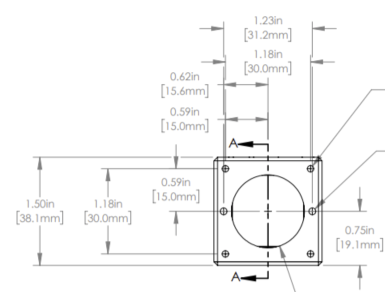 1.23in
[31.2mm]
1.18in
[30.0mm]
0.62in
[15.6mm]
0.59in
[15.0mm]
A
0.59in
[15.0mm]
1.50in
[38.1mm]
1.18in
[30.0mm]
0.75in
[19.1mm]
A